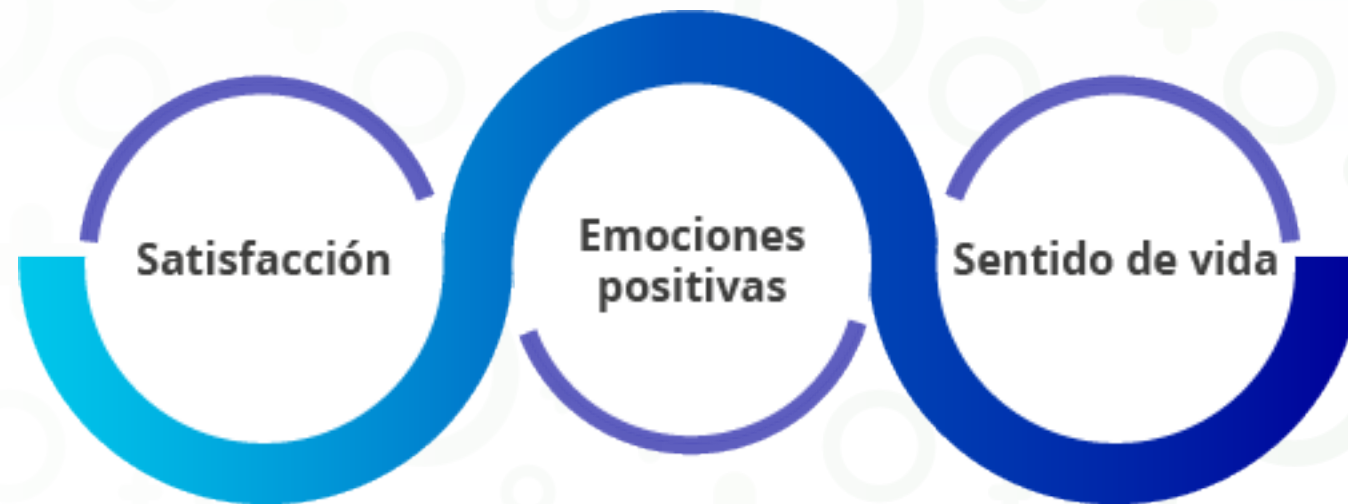 Satisfacción
Emociones
positivas
Sentido de vida